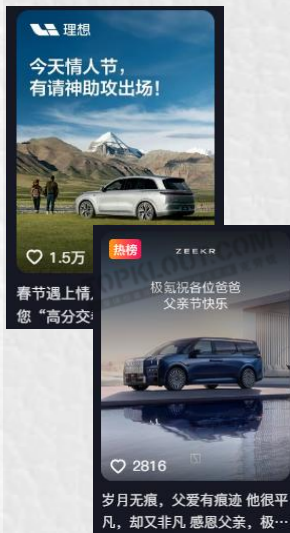 理想
今天情人节，
有请神助攻出场！
1.5万
春节遇上情
您“高分交
热榜
ZEEKR
极氪祝各位爸爸
父亲节快乐
2816
岁月无痕，父爱有痕迹 他很平
凡，却又非凡 感恩父亲，极…